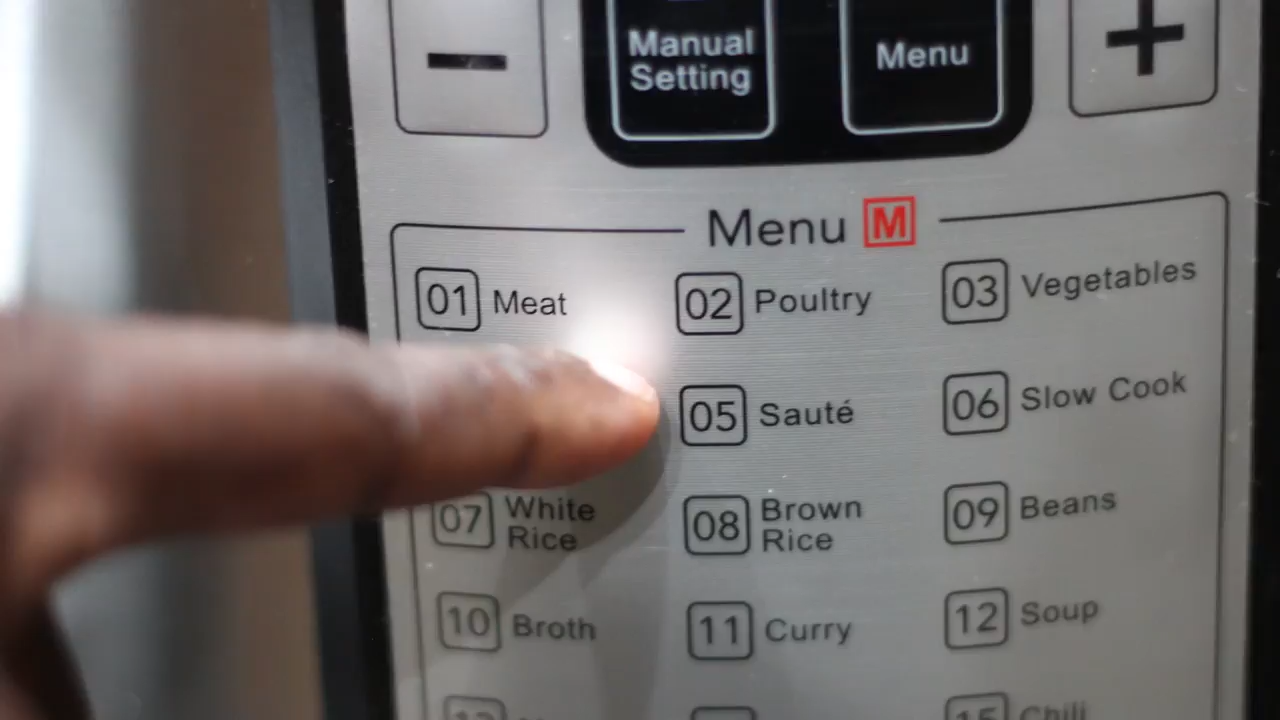 −
Manual
Setting
Menu
+
Menu M
01 Meat
02 Poultry
03 Vegetables
05 Sauté
06 Slow Cook
07 White
Rice
08 Brown
Rice
09 Beans
10 Broth
11 Curry
12 Soup
15 Chili